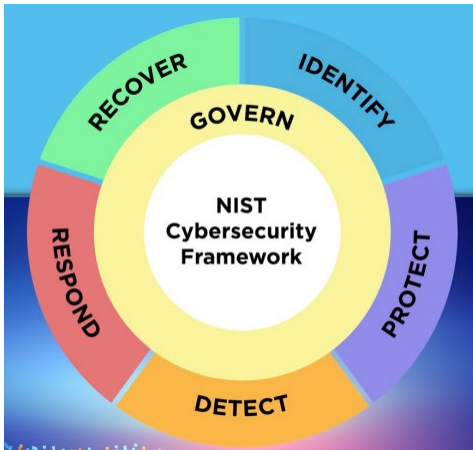 RECOVER
IDENTIFY
GOVERN
NIST
Cybersecurity
Framework
RESPOND
PROTECT
DETECT